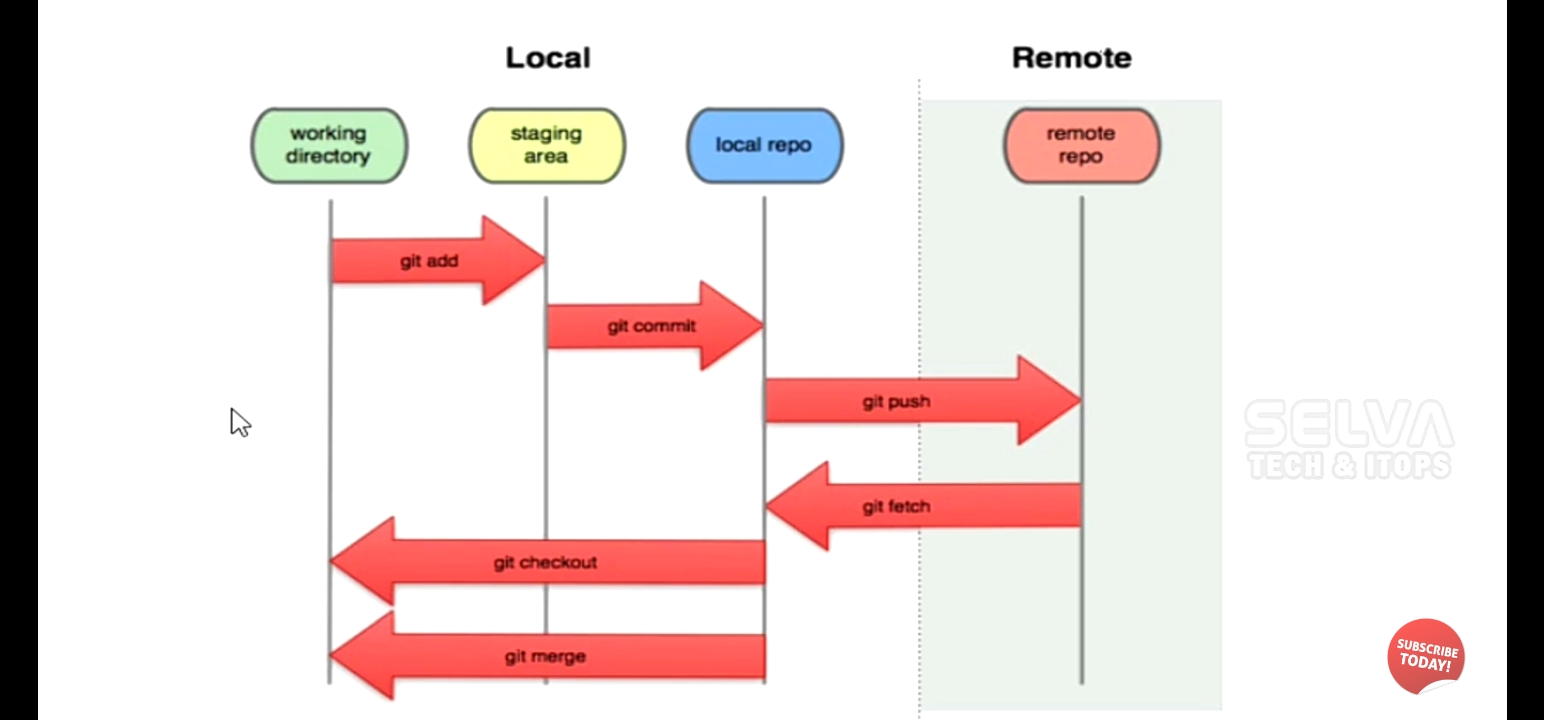 Local
Remote
working
directory
staging
area
local repo
remote
repo
git add
git commit
git push
git fetch
git checkout
git merge
SELVA
TECH & ITOPS
SUBSCRIBE
TODAY!